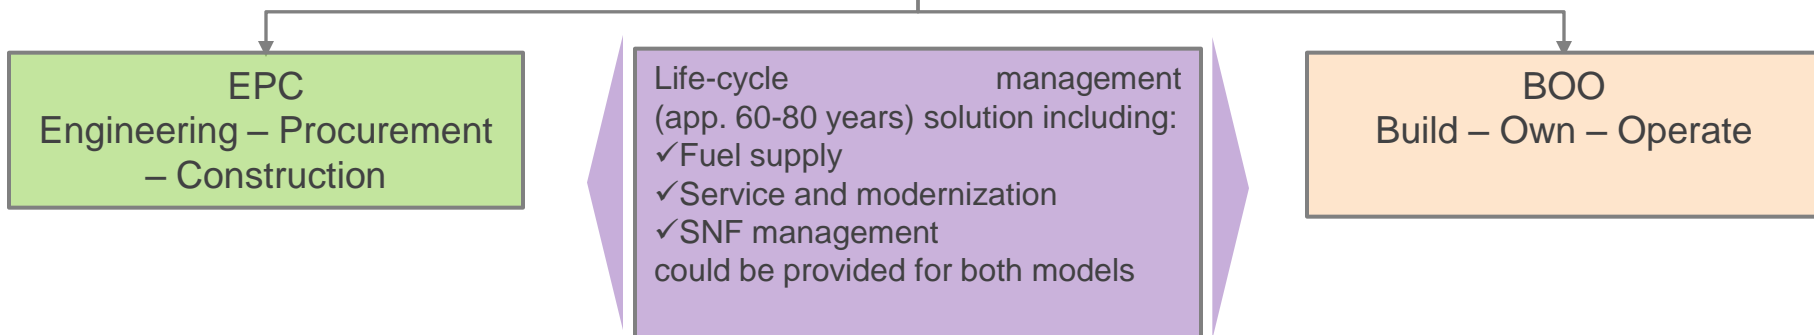 EPC
Engineering – Procurement
– Construction
Life-cycle management
(app. 60-80 years) solution including:
✓Fuel supply
✓Service and modernization
✓SNF management
could be provided for both models
BOO
Build – Own – Operate